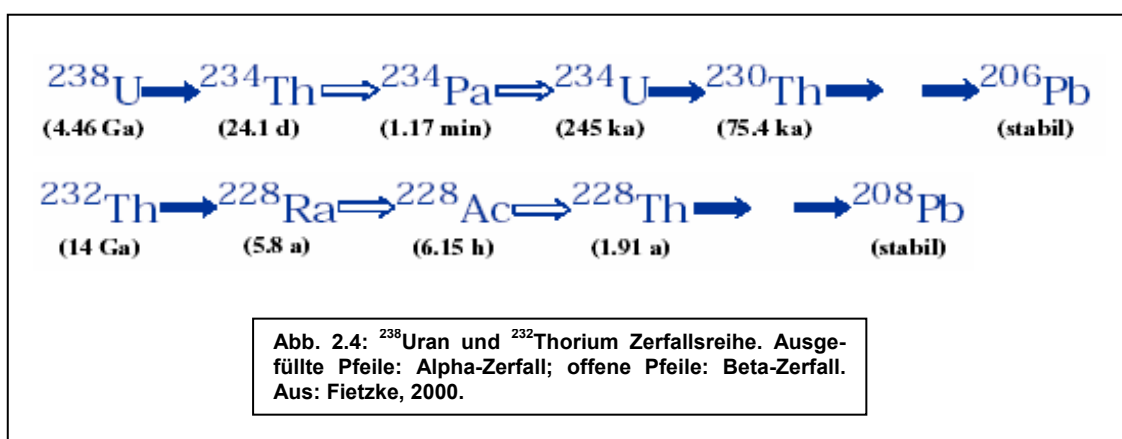 238U 234Th 234Pa 234U 230Th 206Pb
(4.46 Ga) (24.1 d) (1.17 min) (245 ka) (75.4 ka) (stabil)
232Th 228Ra 228Ac 228Th 208Pb
(14 Ga) (5.8 a) (6.15 h) (1.91 a) (stabil)
Abb. 2.4: 238Uran und 232Thorium Zerfallsreihe. Ausge-
füllte Pfeile: Alpha-Zerfall; offene Pfeile: Beta-Zerfall.
Aus: Fietzke, 2000.